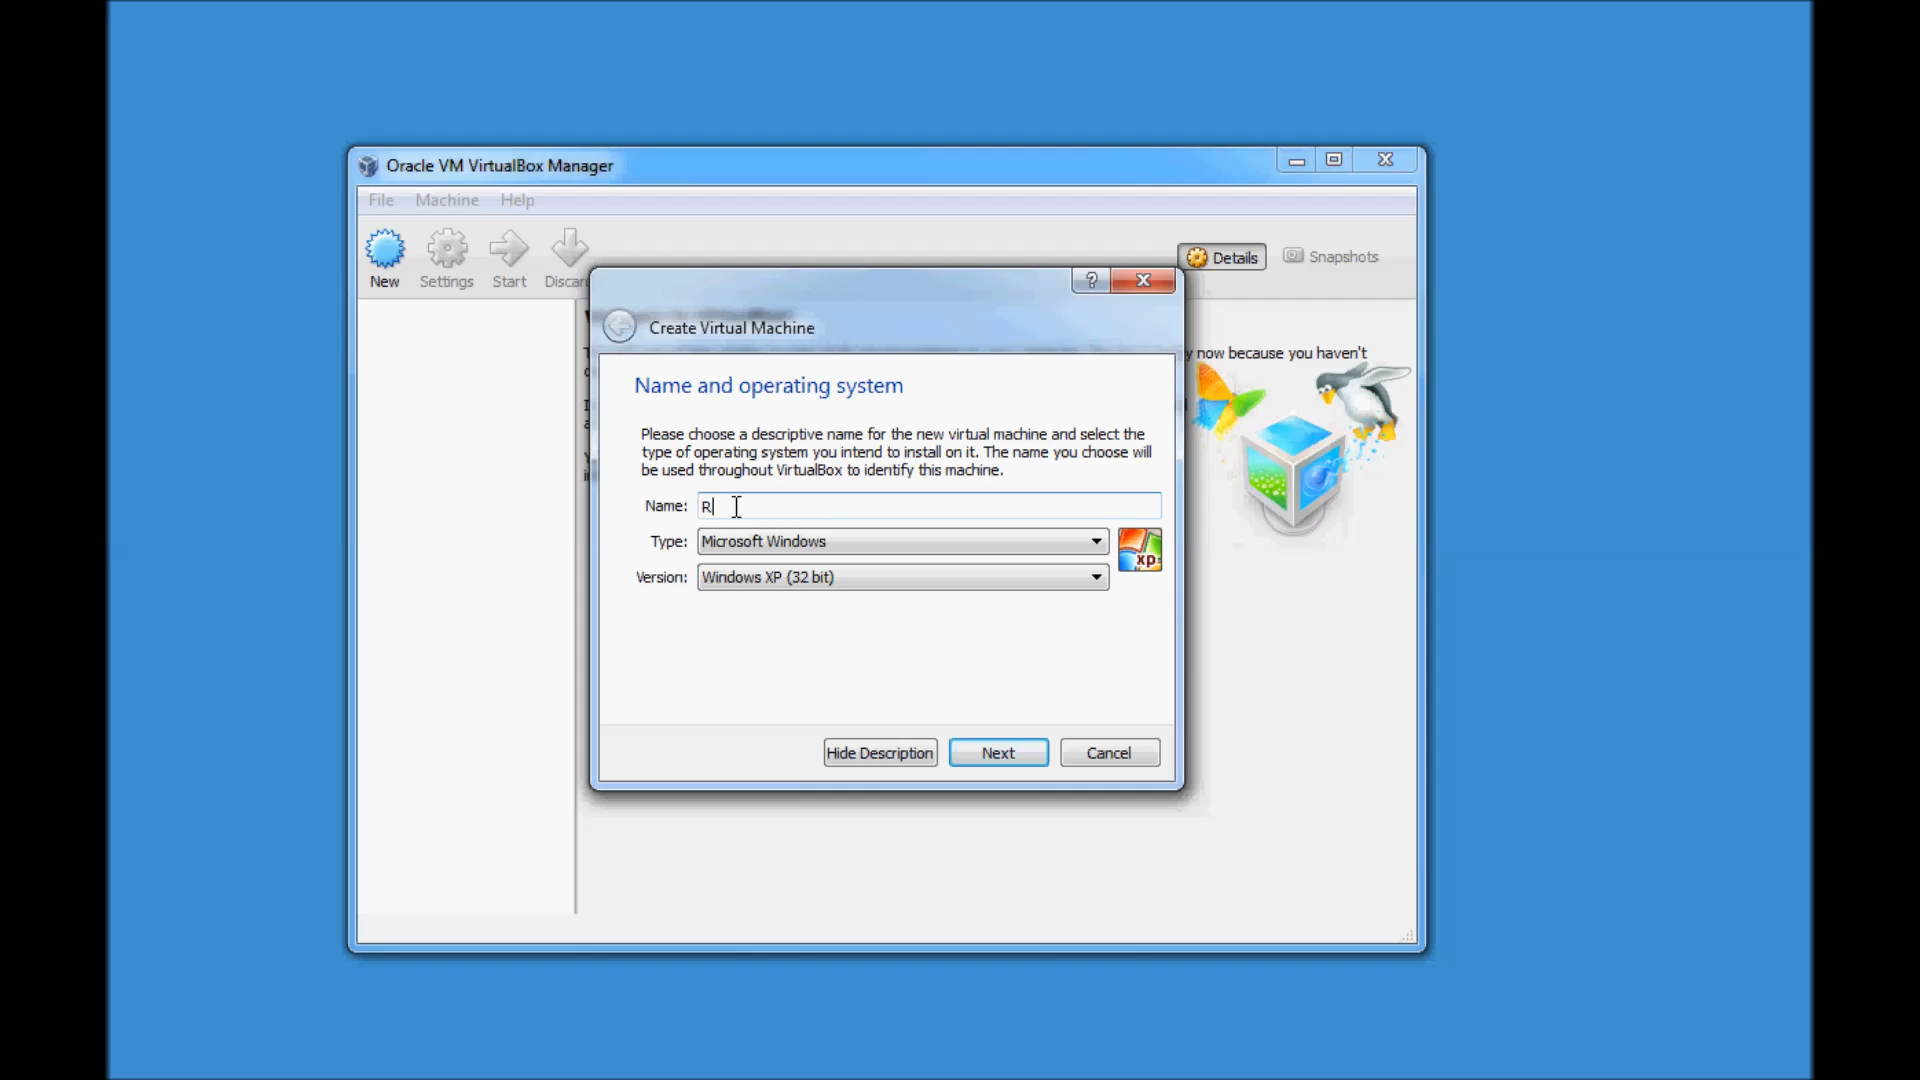 Oracle VM VirtualBox Manager
File Machine Help
New Settings Start Discar
Details Snapshots
?
Create Virtual Machine
y now because you haven't
Name and operating system
Please choose a descriptive name for the new virtual machine and select the
type of operating system you intend to install on it. The name you choose will
be used throughout VirtualBox to identify this machine.
Name: R
Type: Microsoft Windows
xp
Version: Windows XP (32 bit)
Hide Description Next Cancel